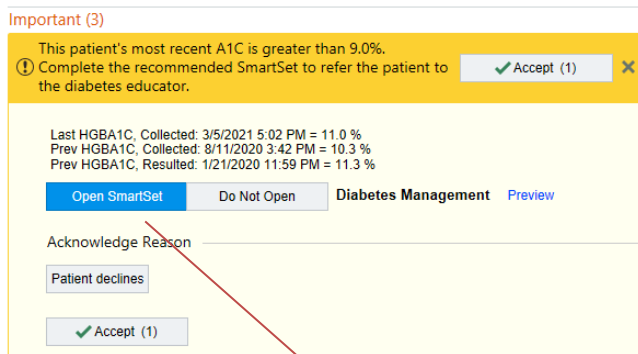 Important (3)
This patient's most recent A1C is greater than 9.0%.
Complete the recommended SmartSet to refer the patient to
the diabetes educator.
Accept (1)
Last HGBA1C, Collected: 3/5/2021 5:02 PM = 11.0 %
Prev HGBA1C, Collected: 8/11/2020 3:42 PM = 10.3 %
Prev HGBA1C, Resulted: 1/21/2020 11:59 PM = 11.3 %
Open SmartSet Do Not Open Diabetes Management Preview
Acknowledge Reason
Patient declines
Accept (1)